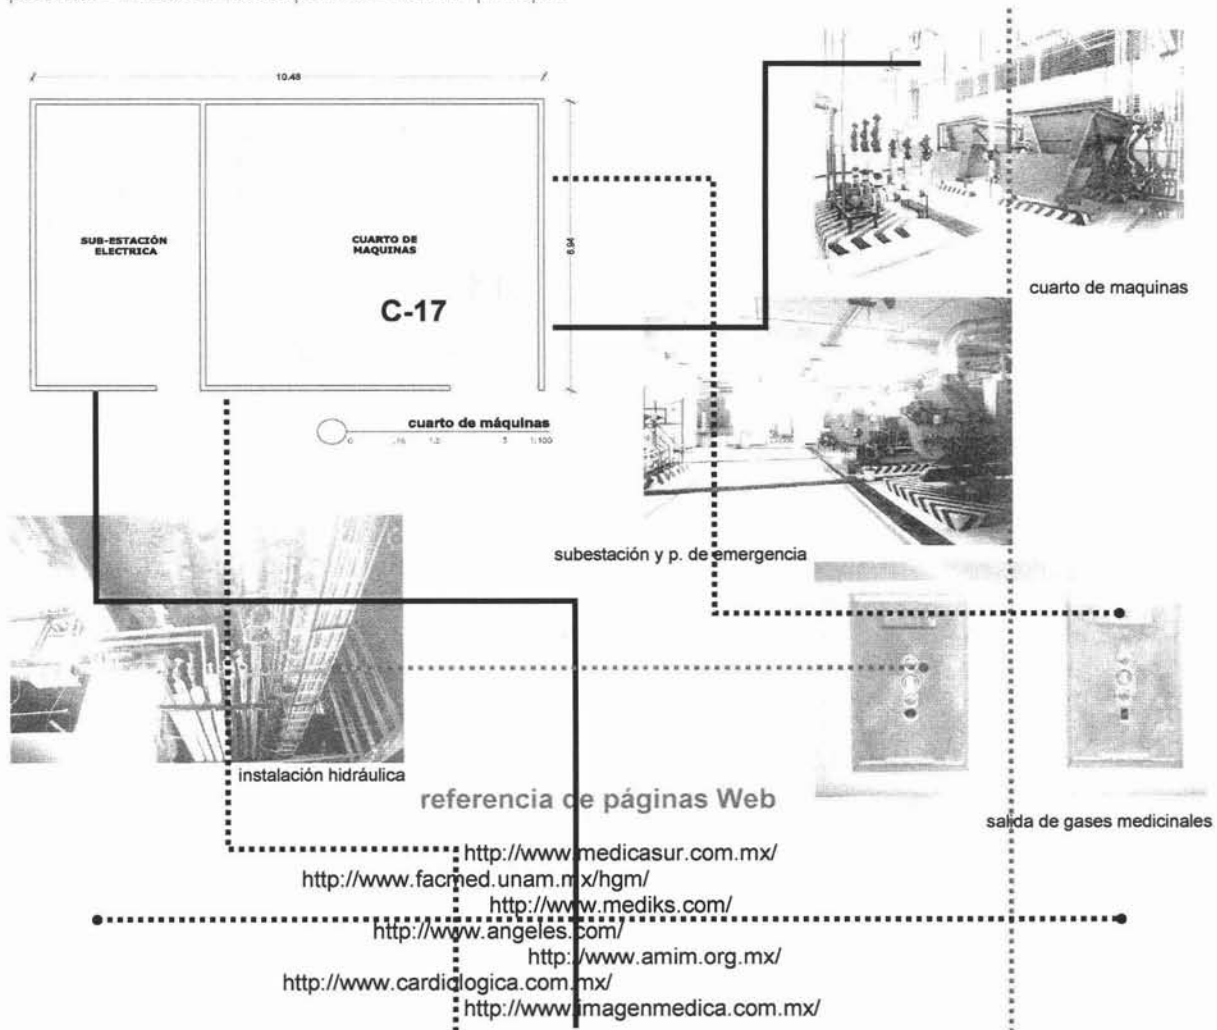 10.48
SUB-ESTACIÓN
ELECTRICA
CUARTO DE
MAQUINAS
6.94
C-17
cuarto de máquinas
1:100
cuarto de maquinas
subestación y p. de emergencia
instalación hidráulica
salida de gases medicinales
referencia de páginas Web
http://www.medicasur.com.mx/
http://www.facmed.unam.mx/hgm/
http://www.mediks.com/
http://www.angeles.com/
http://www.amim.org.mx/
http://www.cardiologica.com.mx/
http://www.imagenmedica.com.mx/